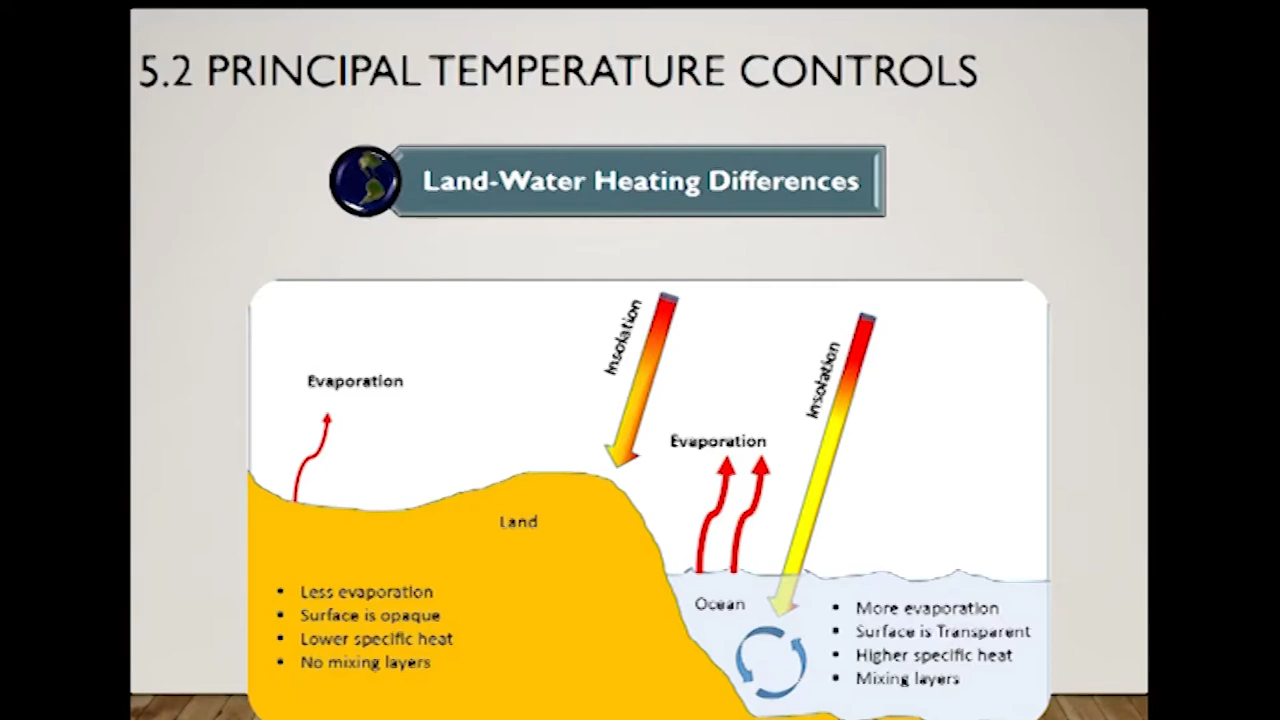 5.2 PRINCIPAL TEMPERATURE CONTROLS
Land-Water Heating Differences
Insolation
Insolation
Evaporation
Evaporation
Land
• Less evaporation
• Surface is opaque
• Lower specific heat
• No mixing layers
Ocean
• More evaporation
• Surface is Transparent
• Higher specific heat
• Mixing layers